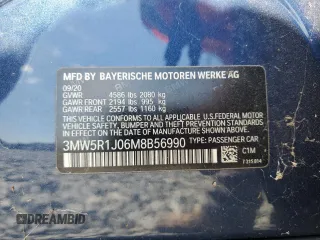 MFD BY BAYERISCHE MOTOREN WERKE AG
09/20
GVWR 4586 lbs 2080 kg
GAWR FRONT 2194 lbs 995 kg
GAWR REAR 2557 lbs 1160 kg
THIS VEHICLE CONFORMS TO ALL APPLICABLE U.S. FEDERAL MOTOR
VEHICLE SAFETY, BUMPER, AND THEFT PREVENTION STANDARDS
IN EFFECT ON THE DATE OF MANUFACTURE SHOWN ABOVE.
3MW5R1J06M8B56990 TYPE: PASSENGER CAR
C1M
DREAMBID